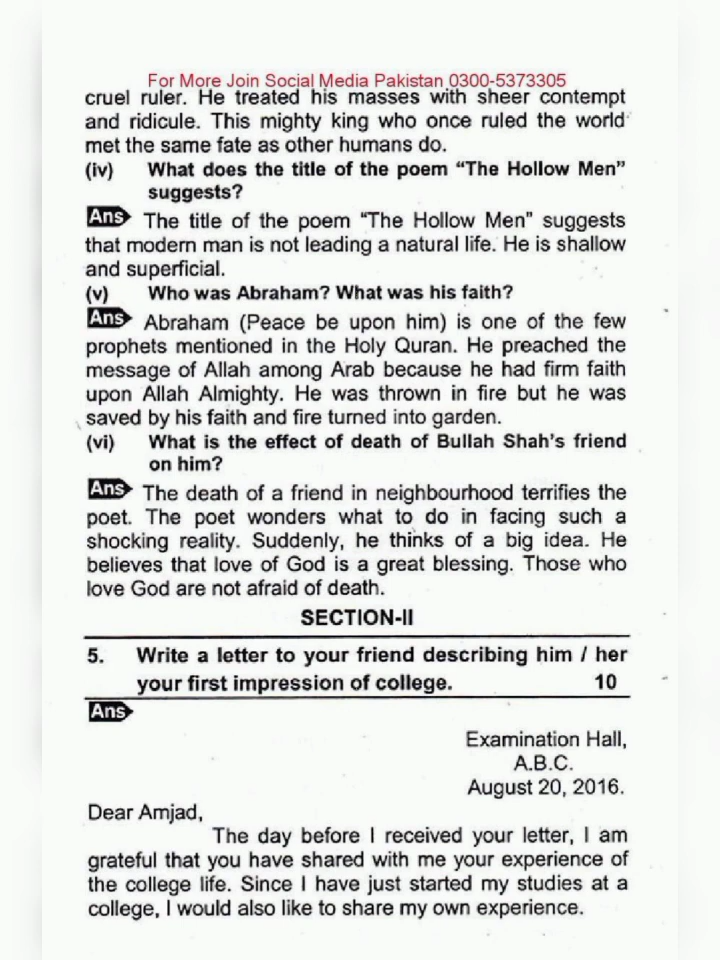 For More Join Social Media Pakistan 0300-5373305
cruel ruler. He treated his masses with sheer contempt
and ridicule. This mighty king who once ruled the world
met the same fate as other humans do.
(iv) What does the title of the poem “The Hollow Men”
suggests?
Ans The title of the poem “The Hollow Men” suggests
that modern man is not leading a natural life. He is shallow
and superficial.
(v) Who was Abraham? What was his faith?
Ans Abraham (Peace be upon him) is one of the few
prophets mentioned in the Holy Quran. He preached the
message of Allah among Arab because he had firm faith
upon Allah Almighty. He was thrown in fire but he was
saved by his faith and fire turned into garden.
(vi) What is the effect of death of Bullah Shah’s friend
on him?
Ans The death of a friend in neighbourhood terrifies the
poet. The poet wonders what to do in facing such a
shocking reality. Suddenly, he thinks of a big idea. He
believes that love of God is a great blessing. Those who
love God are not afraid of death.
SECTION-II
5. Write a letter to your friend describing him / her
your first impression of college. 10
Ans
Examination Hall,
A.B.C.
August 20, 2016.
Dear Amjad,
The day before I received your letter, I am
grateful that you have shared with me your experience of
the college life. Since I have just started my studies at a
college, I would also like to share my own experience.